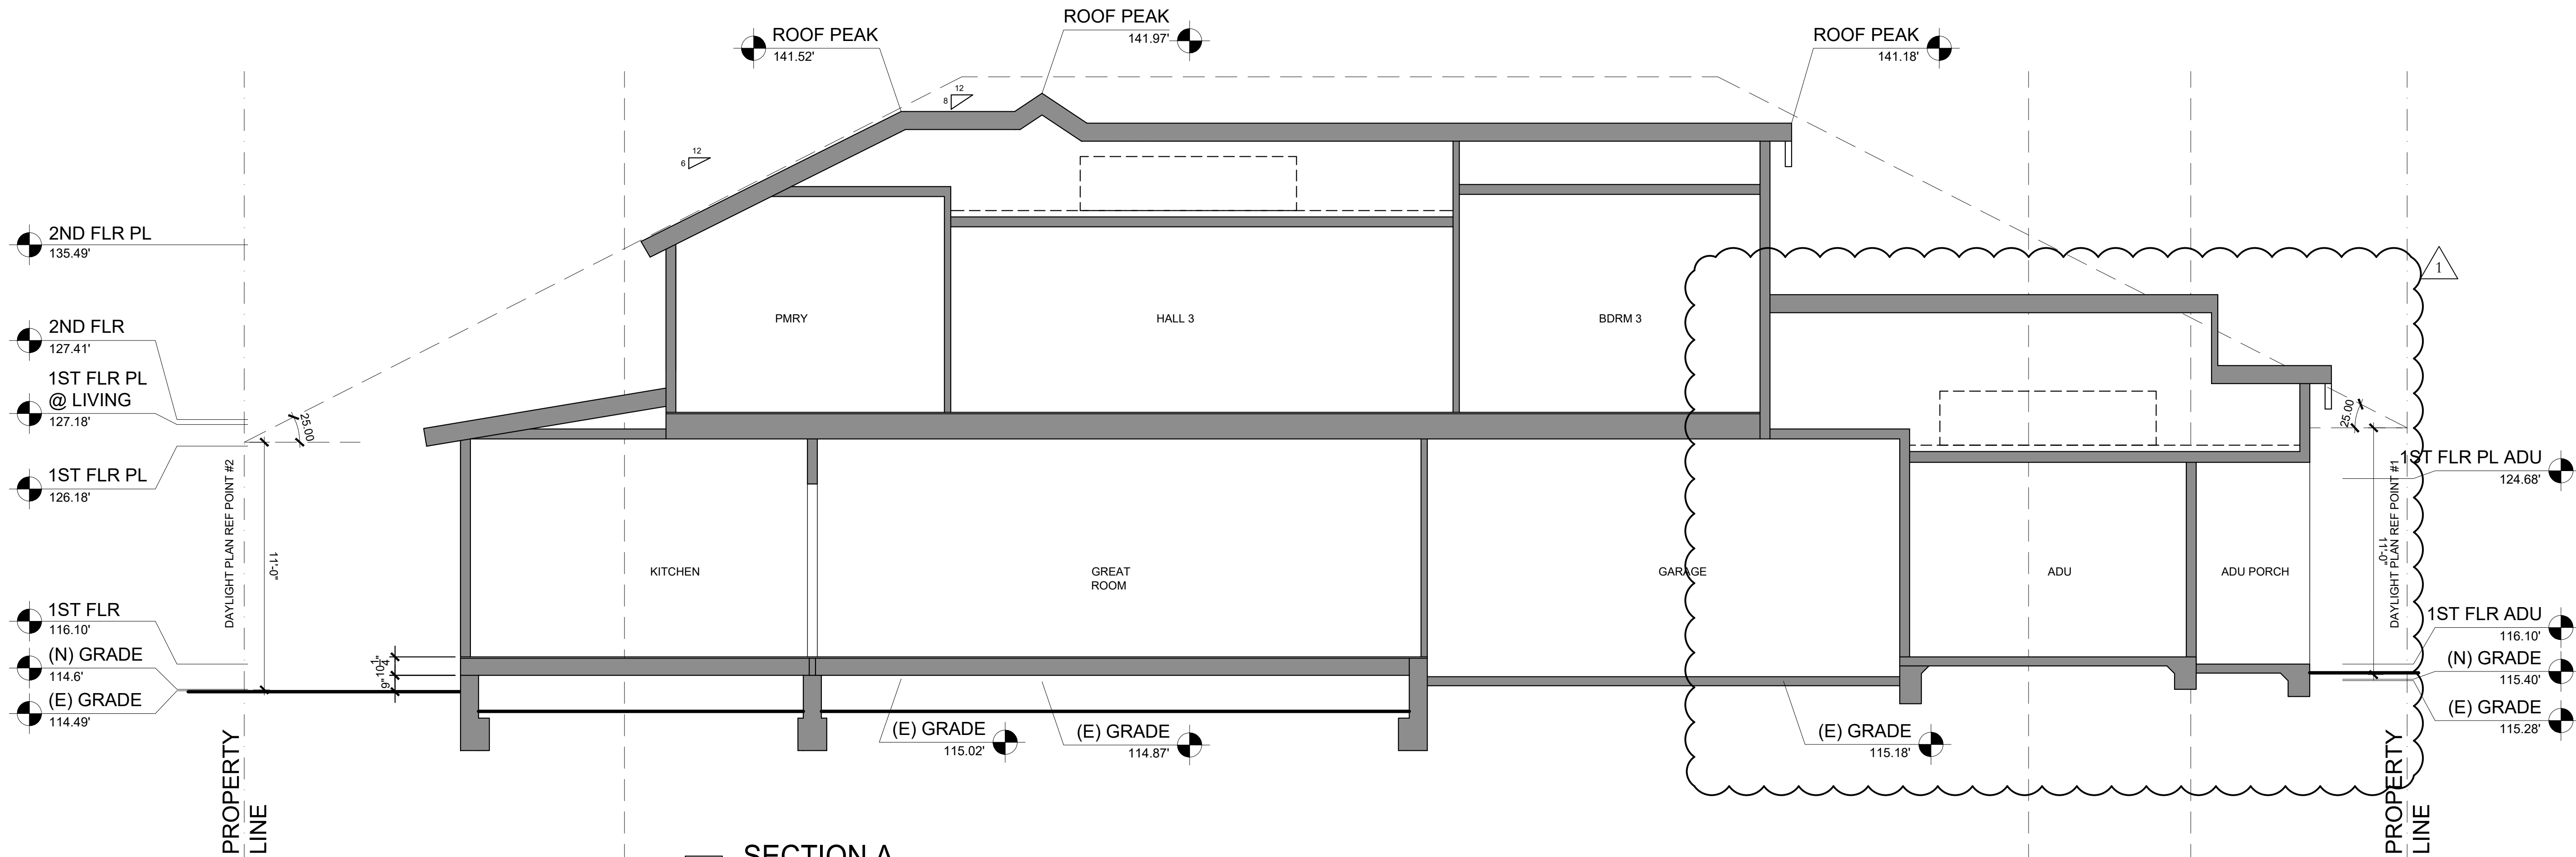 ROOF PEAK
141.97'
ROOF PEAK
141.52'
ROOF PEAK
141.18'
12
8
12
6
2ND FLR PL
135.49'
2ND FLR
127.41'
1ST FLR PL
@ LIVING
127.18'
1ST FLR PL
126.18'
1ST FLR
116.10'
(N) GRADE
114.6'
(E) GRADE
114.49'
25.00
DAYLIGHT PLAN REF POINT #2
11'-0"
10 1/4"
9"
PROPERTY
LINE
PMRY
HALL 3
BDRM 3
KITCHEN
GREAT
ROOM
GARAGE
ADU
ADU PORCH
(E) GRADE
115.02'
(E) GRADE
114.87'
(E) GRADE
115.18'
1
25.00
1ST FLR PL ADU
124.68'
DAYLIGHT PLAN REF POINT #1
11'-0"
1ST FLR ADU
116.10'
(N) GRADE
115.40'
(E) GRADE
115.28'
PROPERTY
LINE
SECTION A